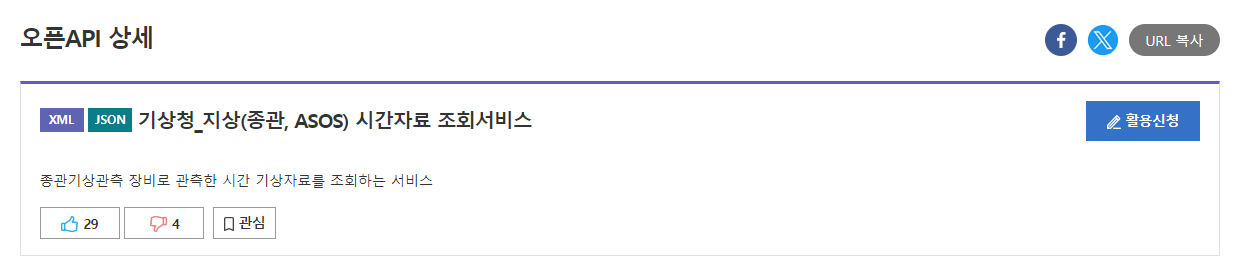 오픈API 상세
URL 복사
XML JSON 기상청_지상(종관, ASOS) 시간자료 조회서비스
활용신청
종관기상관측 장비로 관측한 시간 기상자료를 조회하는 서비스
29 4 관심